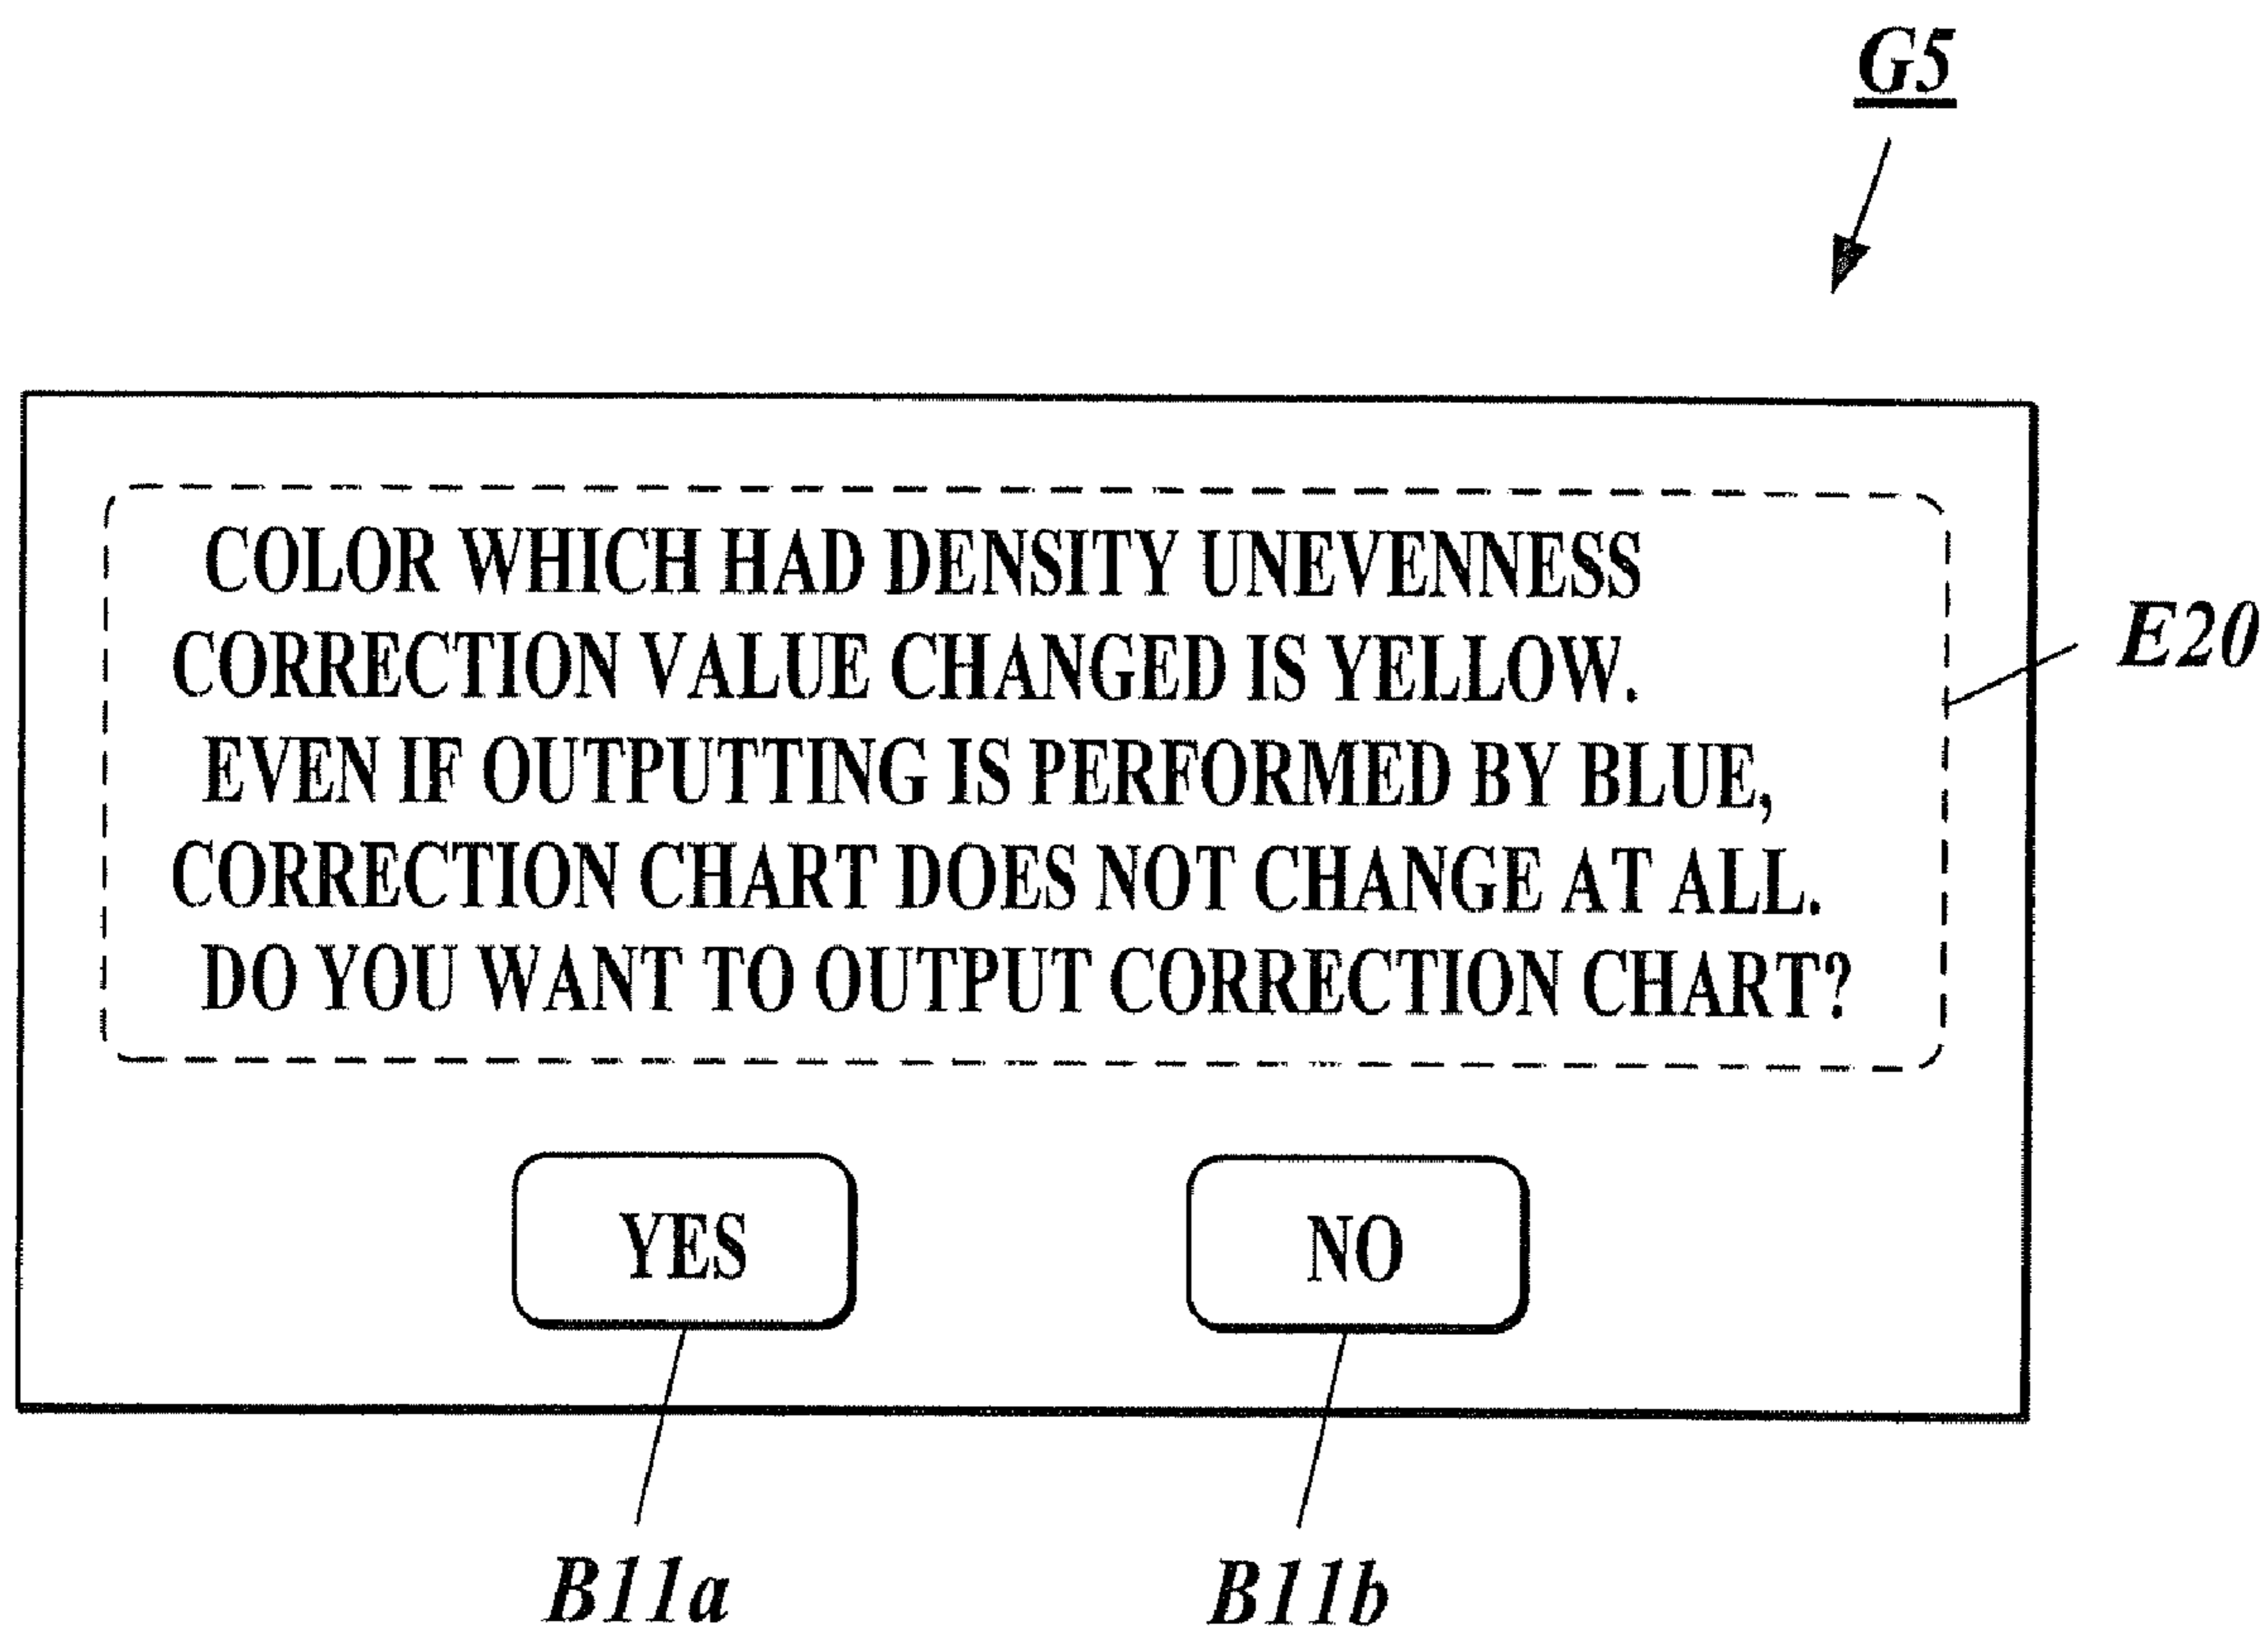 G5
COLOR WHICH HAD DENSITY UNEVENNESS
CORRECTION VALUE CHANGED IS YELLOW.
EVEN IF OUTPUTTING IS PERFORMED BY BLUE,
CORRECTION CHART DOES NOT CHANGE AT ALL.
DO YOU WANT TO OUTPUT CORRECTION CHART?
E20
YES NO
B11a B11b